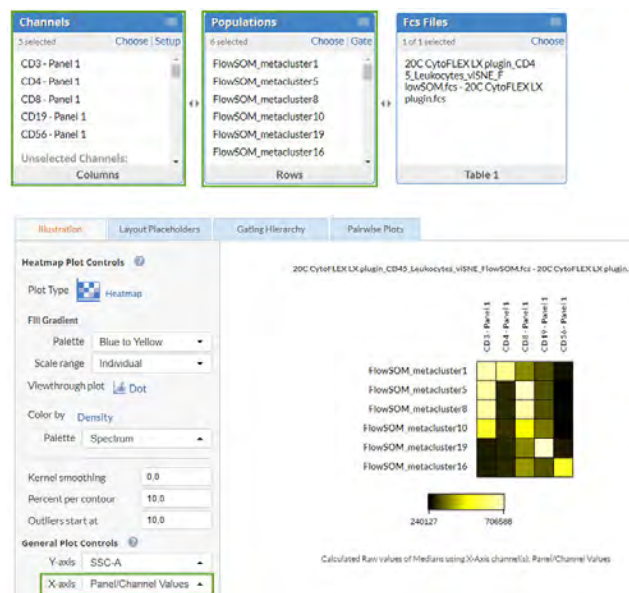 Channels
5 selected Choose | Setup
CD3 - Panel 1
CD4 - Panel 1
CD8 - Panel 1
CD19 - Panel 1
CD56 - Panel 1
Unselected Channels:
Columns
Populations
6 selected Choose | Gate
FlowSOM_metacluster1
FlowSOM_metacluster5
FlowSOM_metacluster8
FlowSOM_metacluster10
FlowSOM_metacluster19
FlowSOM_metacluster16
Rows
Fcs Files
1 of 1 selected Choose
20C CytoFLEX LX plugin_CD4
5_Leukocytes_viSNE_F
lowSOM.fcs - 20C CytoFLEX LX
plugin.fcs
Table 1
Illustration Layout Placeholders Gating Hierarchy Pairwise Plots
Heatmap Plot Controls
Plot Type Heatmap
Fill Gradient
Palette Blue to Yellow
Scale range Individual
Viewthrough plot Dot
Color by Density
Palette Spectrum
Kernel smoothing 0,0
Percent per contour 10,0
Outliers start at 10,0
General Plot Controls
Y-axis SSC-A
X-axis Panel/Channel Values
20C CytoFLEX LX plugin_CD45_Leukocytes_viSNE_FlowSOM.fcs - 20C CytoFLEX LX plugin.
CD3 - Panel 1
CD4 - Panel 1
CD8 - Panel 1
CD19 - Panel 1
CD56 - Panel 1
FlowSOM_metacluster1
FlowSOM_metacluster5
FlowSOM_metacluster8
FlowSOM_metacluster10
FlowSOM_metacluster19
FlowSOM_metacluster16
240127 706588
Calculated Raw values of Medians using X-Axis channel(s): Panel/Channel Values